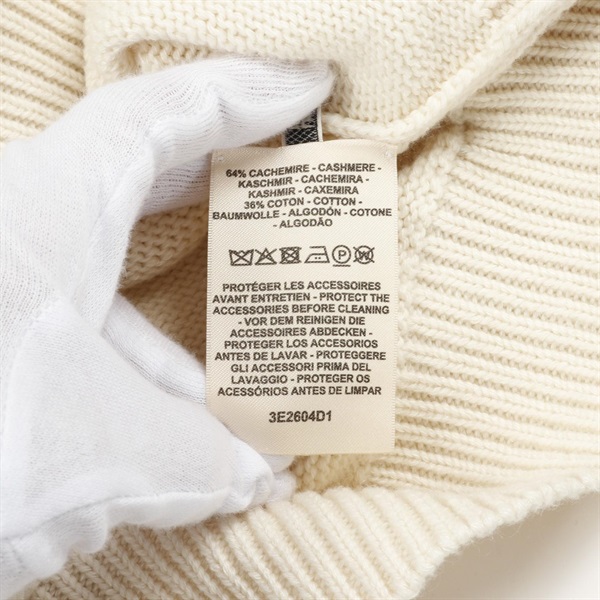 64% CACHEMIRE - CASHMERE -
KASCHMIR - CACHEMIRA -
KASHMIR - CAXEMIRA
36% COTON - COTTON -
BAUMWOLLE - ALGODÓN - COTONE
- ALGODÃO
P W
PROTÉGER LES ACCESSOIRES
AVANT ENTRETIEN - PROTECT THE
ACCESSORIES BEFORE CLEANING
- VOR DEM REINIGEN DIE
ACCESSOIRES ABDECKEN -
PROTEGER LOS ACCESORIOS
ANTES DE LAVAR - PROTEGGERE
GLI ACCESSORI PRIMA DEL
LAVAGGIO - PROTEGER OS
ACESSÓRIOS ANTES DE LIMPAR
3E2604D1